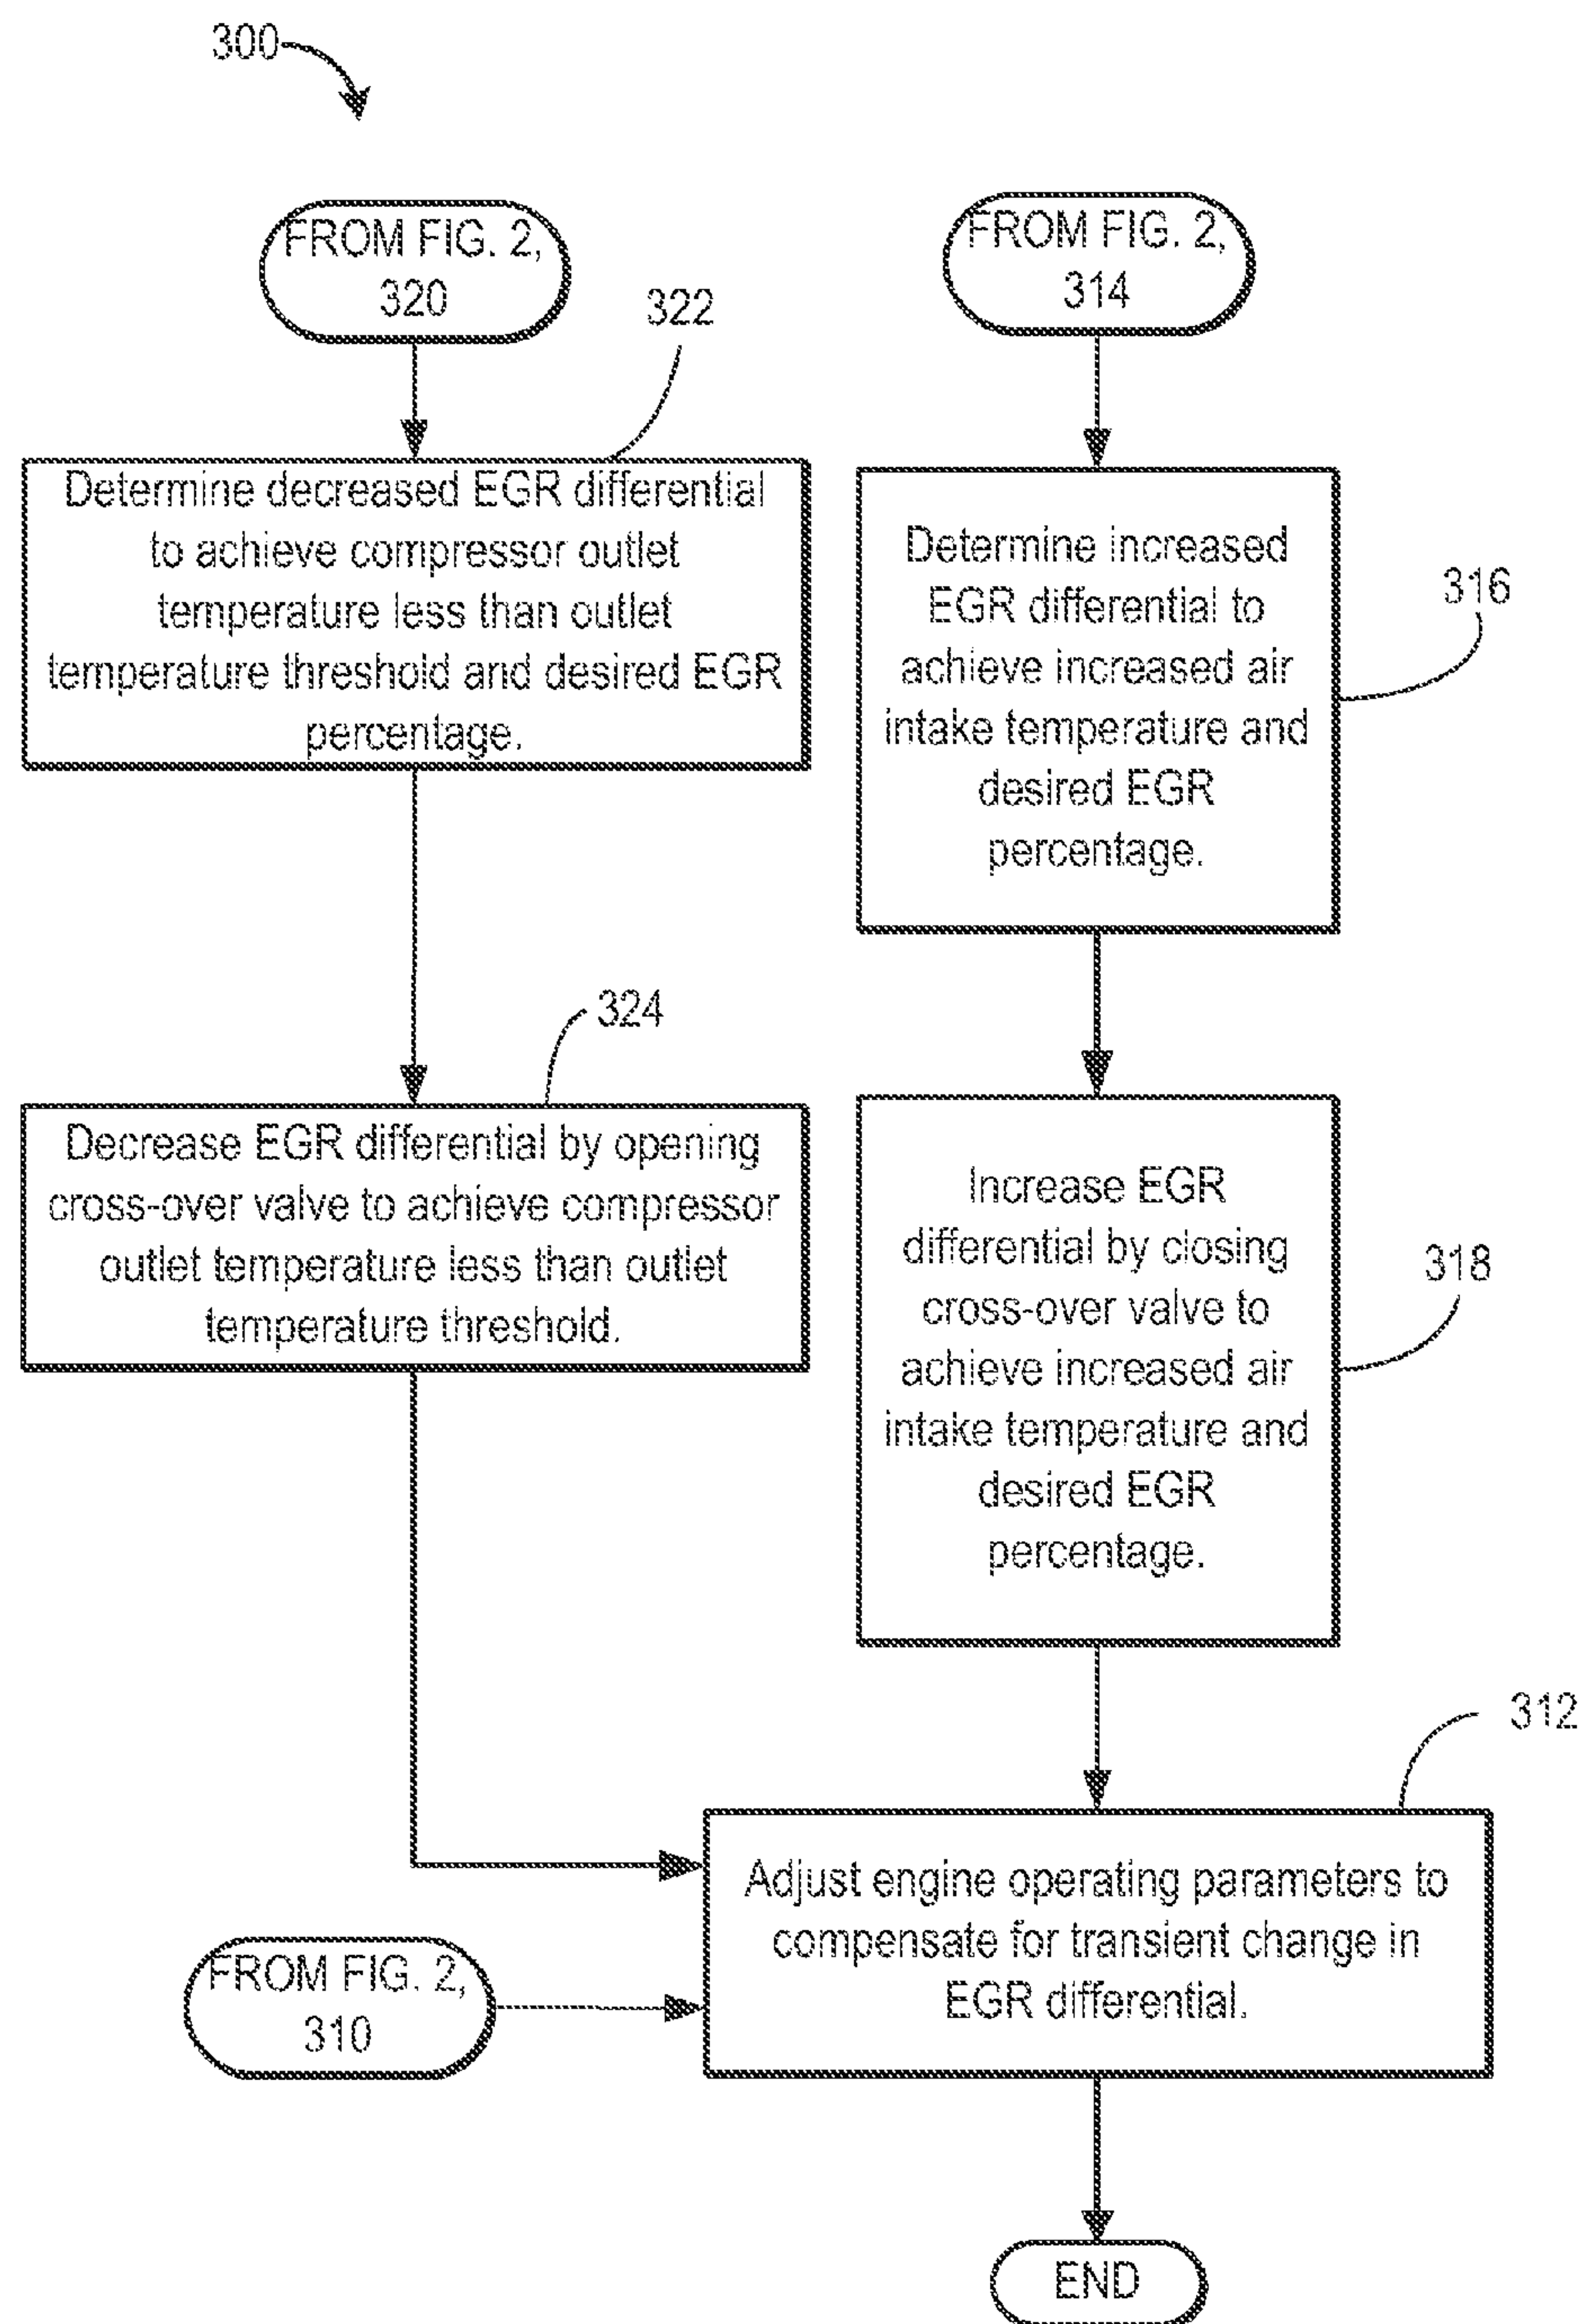 300
FROM FIG. 2,
320
322
Determine decreased EGR differential
to achieve compressor outlet
temperature less than outlet
temperature threshold and desired EGR
percentage.
324
Decrease EGR differential by opening
cross-over valve to achieve compressor
outlet temperature less than outlet
temperature threshold.
FROM FIG. 2,
314
Determine increased
EGR differential to
achieve increased air
intake temperature and
desired EGR
percentage.
316
Increase EGR
differential by closing
cross-over valve to
achieve increased air
intake temperature and
desired EGR
percentage.
318
312
Adjust engine operating parameters to
compensate for transient change in
EGR differential.
FROM FIG. 2,
310
END